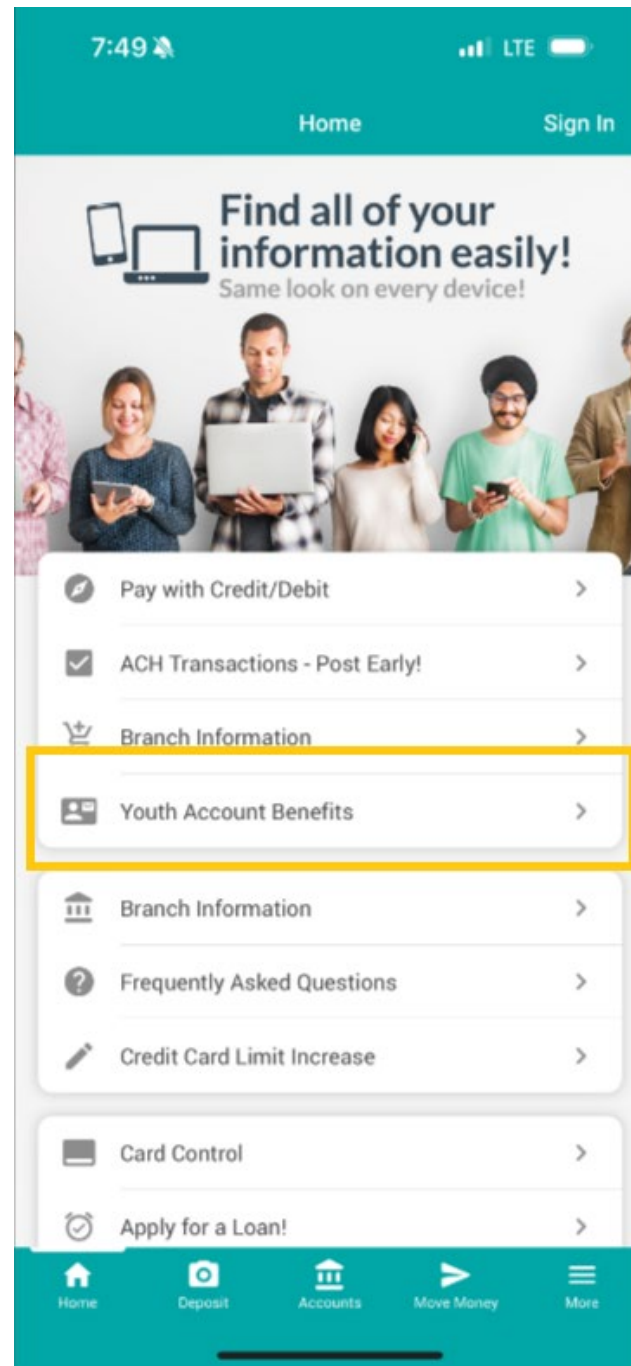 7:49 LTE
Home Sign In
Find all of your
information easily!
Same look on every device!
Pay with Credit/Debit
ACH Transactions - Post Early!
Branch Information
Youth Account Benefits
Branch Information
Frequently Asked Questions
Credit Card Limit Increase
Card Control
Apply for a Loan!
Home Deposit Accounts Move Money More